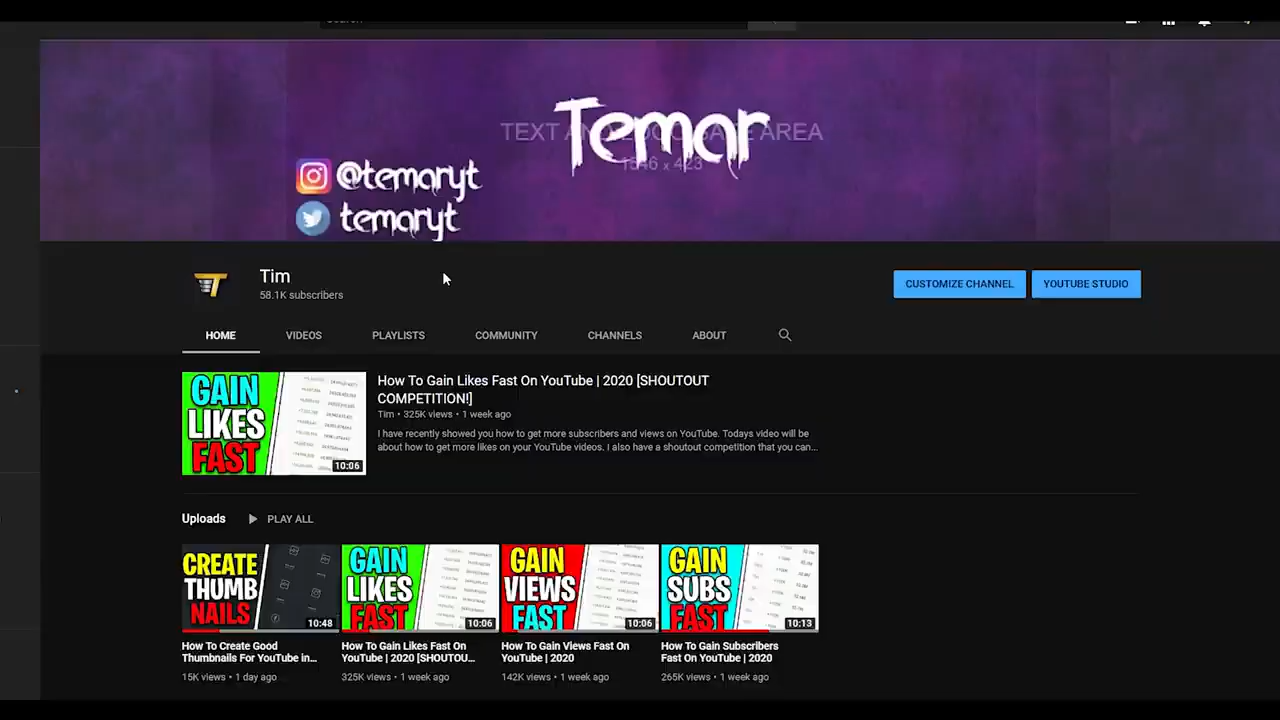 Temar
TEXT AND LOGO SAFE AREA
1546 x 423
@temaryt
temaryt
Tim
58.1K subscribers
CUSTOMIZE CHANNEL
YOUTUBE STUDIO
HOME
VIDEOS
PLAYLISTS
COMMUNITY
CHANNELS
ABOUT
GAIN
LIKES
FAST
10:06
How To Gain Likes Fast On YouTube | 2020 [SHOUTOUT
COMPETITION!]
Tim • 325K views • 1 week ago
I have recently showed you how to get more subscribers and views on YouTube. Todays video will be
about how to get more likes on your YouTube videos. I also have a shoutout competition that you can...
Uploads
PLAY ALL
CREATE
THUMB
NAILS
10:48
How To Create Good
Thumbnails For YouTube in...
15K views • 1 day ago
GAIN
LIKES
FAST
10:06
How To Gain Likes Fast On
YouTube | 2020 [SHOUTOU...
325K views • 1 week ago
GAIN
VIEWS
FAST
10:06
How To Gain Views Fast On
YouTube | 2020
142K views • 1 week ago
GAIN
SUBS
FAST
10:13
How To Gain Subscribers
Fast On YouTube | 2020
265K views • 1 week ago